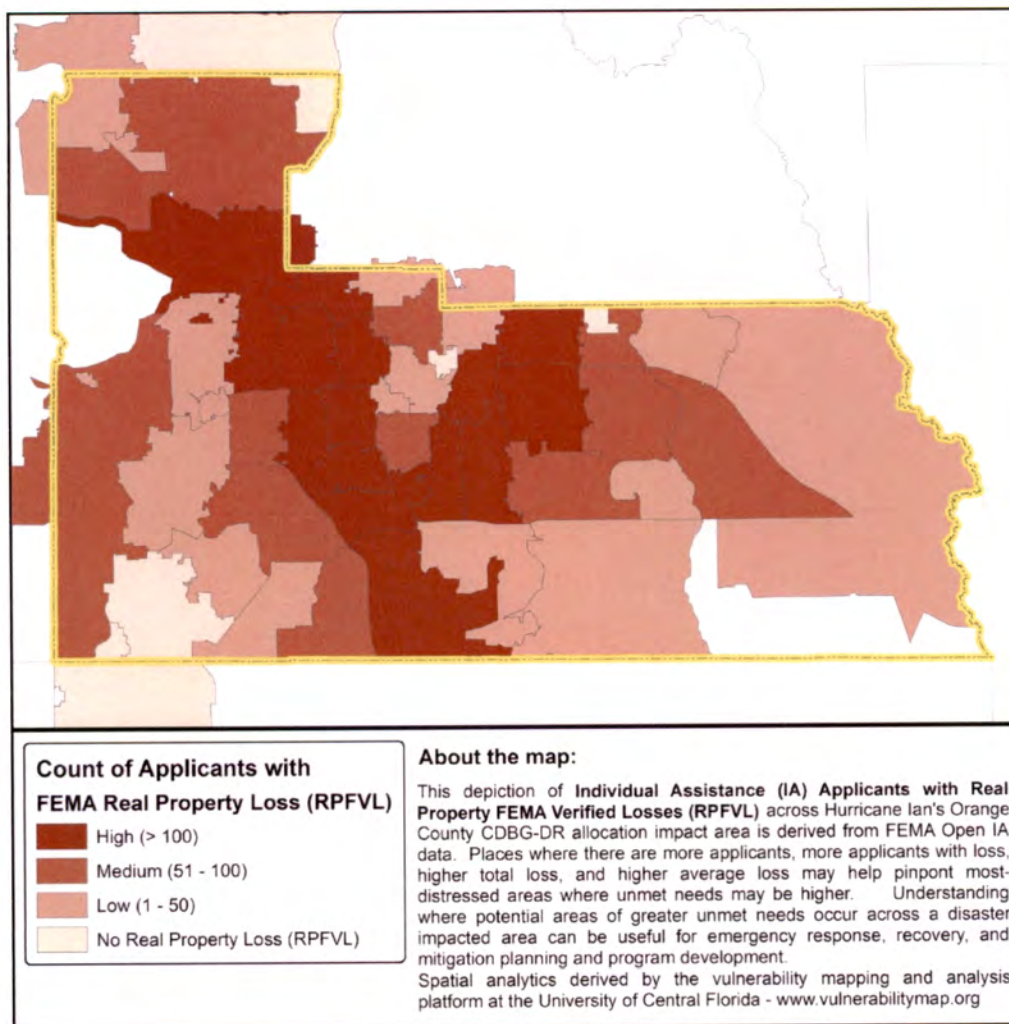 Count of Applicants with
FEMA Real Property Loss (RPFVL)
High (> 100)
Medium (51 - 100)
Low (1 - 50)
No Real Property Loss (RPFVL)
About the map:
This depiction of Individual Assistance (IA) Applicants with Real
Property FEMA Verified Losses (RPFVL) across Hurricane Ian's Orange
County CDBG-DR allocation impact area is derived from FEMA Open IA
data. Places where there are more applicants, more applicants with loss,
higher total loss, and higher average loss may help pinpont most-
distressed areas where unmet needs may be higher. Understanding
where potential areas of greater unmet needs occur across a disaster
impacted area can be useful for emergency response, recovery, and
mitigation planning and program development.
Spatial analytics derived by the vulnerability mapping and analysis
platform at the University of Central Florida - www.vulnerabilitymap.org